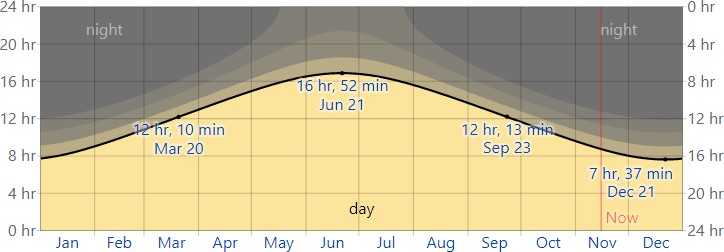 24 hr
20 hr
16 hr
12 hr
8 hr
4 hr
0 hr
night
night
16 hr, 52 min
Jun 21
12 hr, 10 min
Mar 20
12 hr, 13 min
Sep 23
7 hr, 37 min
Dec 21
day
Now
0 hr
4 hr
8 hr
12 hr
16 hr
20 hr
24 hr
Jan Feb Mar Apr May Jun Jul Aug Sep Oct Nov Dec